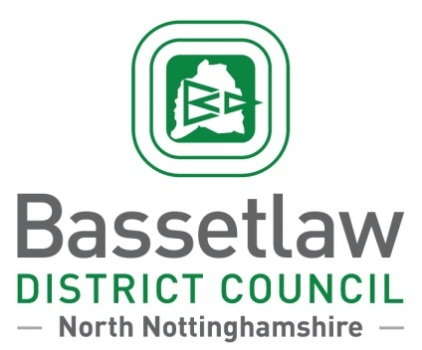 Bassetlaw
DISTRICT COUNCIL
— North Nottinghamshire —